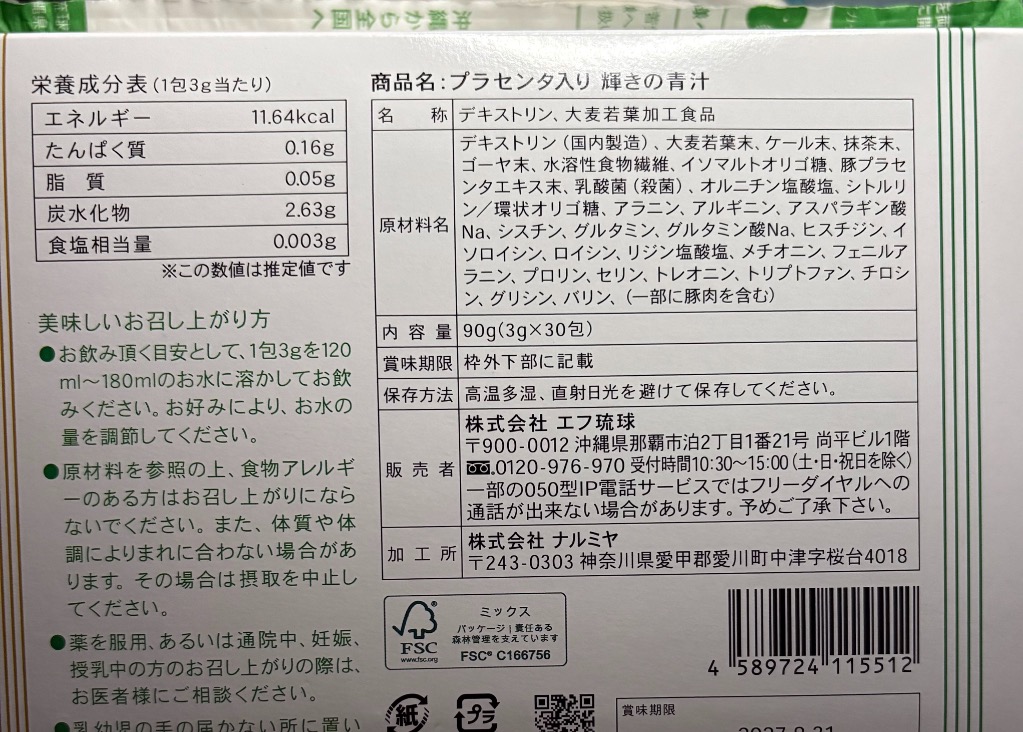 沖縄から全国へ
栄養成分表(1包3g当たり)
エネルギー 11.64kcal
たんぱく質 0.16g
脂 質 0.05g
炭水化物 2.63g
食塩相当量 0.003g
※この数値は推定値です
美味しいお召し上がり方
●お飲み頂く目安として、1包3gを120
ml～180mlのお水に溶かしてお飲
みください。お好みにより、お水の
量を調節してください。
●原材料を参照の上、食物アレルギ
ーのある方はお召し上がりになら
ないでください。また、体質や体
調によりまれに合わない場合があ
ります。その場合は摂取を中止し
てください。
●薬を服用、あるいは通院中、妊娠、
授乳中の方のお召し上がりの際は、
お医者様にご相談ください。
●乳幼児の手の届かない所に置い
商品名:プラセンタ入り 輝きの青汁
名 称 デキストリン、大麦若葉加工食品
原材料名 デキストリン(国内製造)、大麦若葉末、ケール末、抹茶末、
ゴーヤ末、水溶性食物繊維、イソマルトオリゴ糖、豚プラセ
ンタエキス末、乳酸菌(殺菌)、オルニチン塩酸塩、シトルリ
ン／環状オリゴ糖、アラニン、アルギニン、アスパラギン酸
Na、シスチン、グルタミン、グルタミン酸Na、ヒスチジン、イ
ソロイシン、ロイシン、リジン塩酸塩、メチオニン、フェニルア
ラニン、プロリン、セリン、トレオニン、トリプトファン、チロシ
ン、グリシン、バリン、(一部に豚肉を含む)
内 容 量 90g(3g×30包)
賞味期限 枠外下部に記載
保存方法 高温多湿、直射日光を避けて保存してください。
販 売 者 株式会社 エフ琉球
〒900-0012 沖縄県那覇市泊2丁目1番21号 尚平ビル1階
0120-976-970 受付時間10:30～15:00(土・日・祝日を除く)
一部の050型IP電話サービスではフリーダイヤルへの
通話が出来ない場合があります。予めご了承下さい。
加 工 所 株式会社 ナルミヤ
〒243-0303 神奈川県愛甲郡愛川町中津字桜台4018
FSC®
www.fsc.org
ミックス
パッケージ｜責任ある
森林管理を支えています
FSC® C166756
4 589724 115512
紙
プラ
賞味期限
2027.8.31